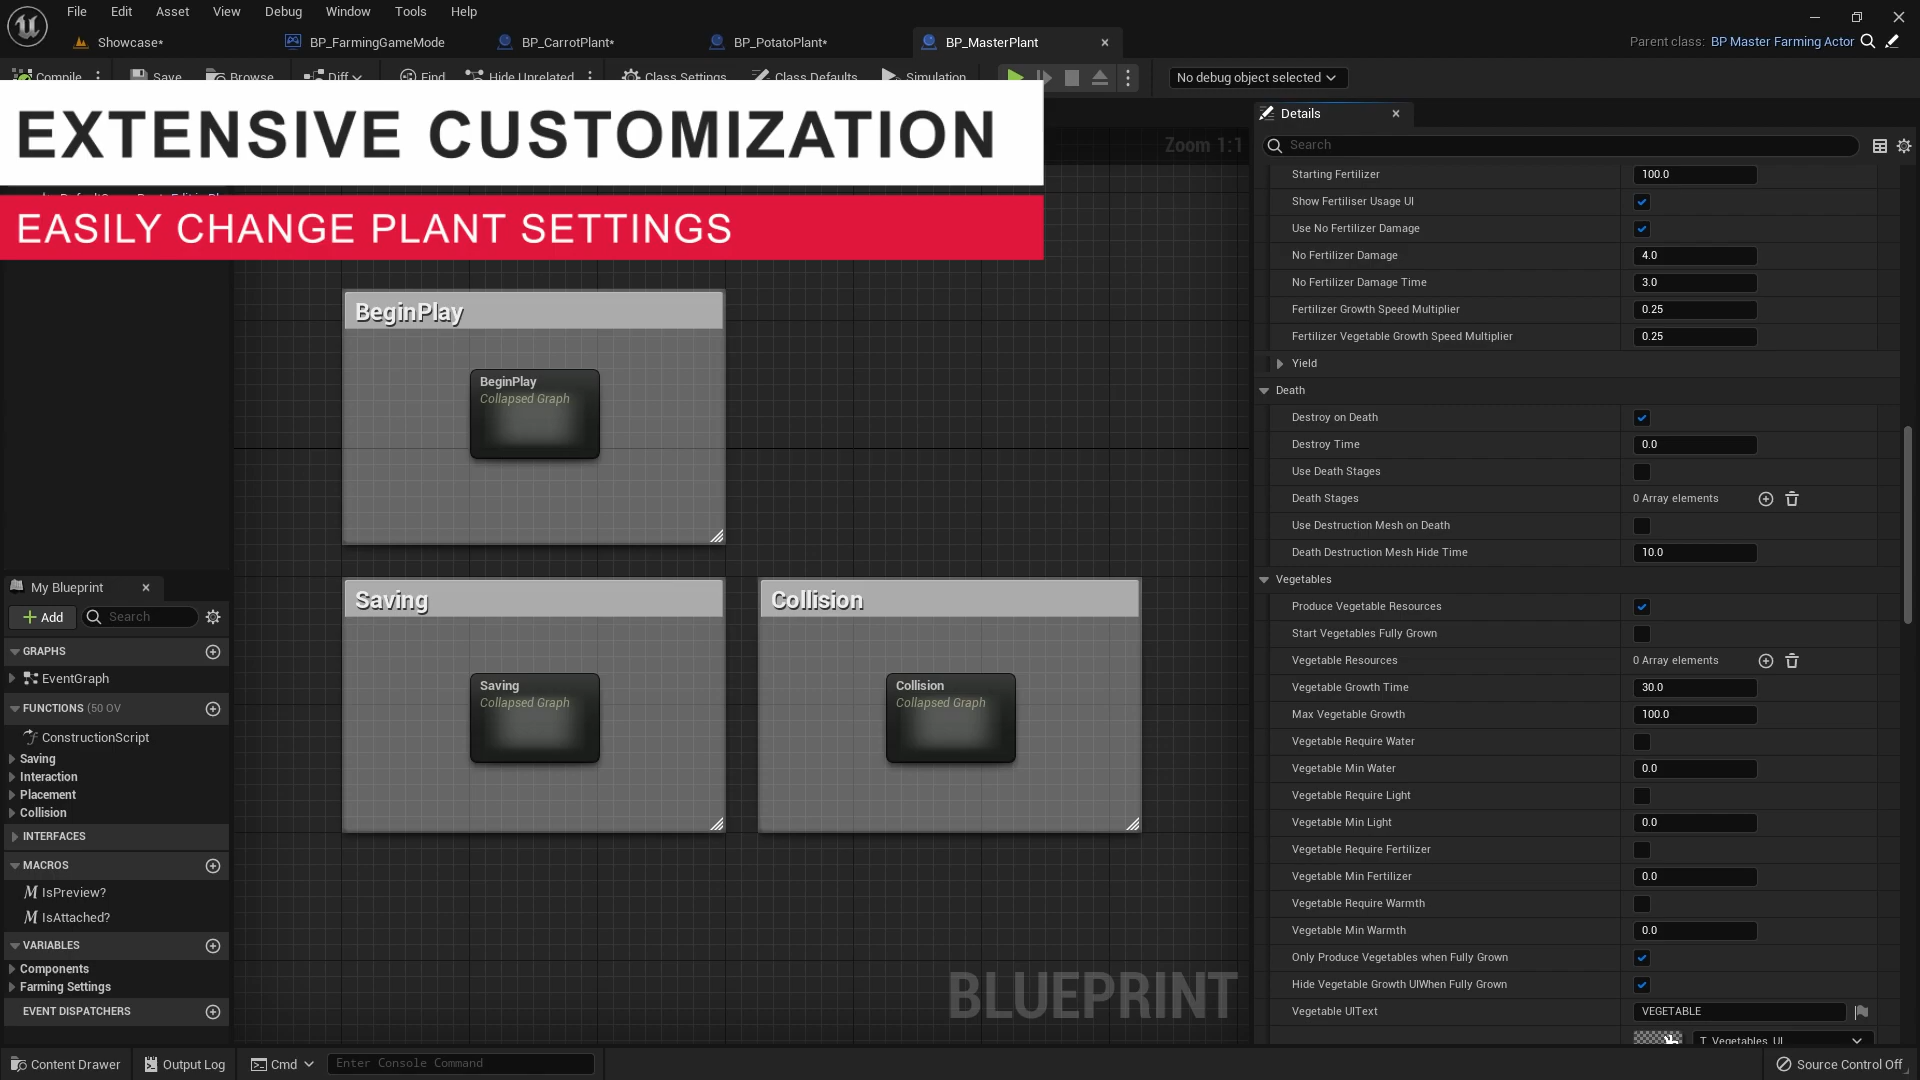 File Edit Asset View Debug Window Tools Help
Showcase* BP_FarmingGameMode BP_CarrotPlant* BP_PotatoPlant* BP_MasterPlant
Parent class: BP Master Farming Actor
Compile Save Browse Diff Find Hide Unrelated Class Settings Class Defaults Simulation No debug object selected
EXTENSIVE CUSTOMIZATION
EASILY CHANGE PLANT SETTINGS
Zoom 1:1
BeginPlay
BeginPlay
Collapsed Graph
Saving
Saving
Collapsed Graph
Collision
Collision
Collapsed Graph
BLUEPRINT
My Blueprint
Add Search
GRAPHS
EventGraph
FUNCTIONS (50 OV
ConstructionScript
Saving
Interaction
Placement
Collision
INTERFACES
MACROS
IsPreview?
IsAttached?
VARIABLES
Components
Farming Settings
EVENT DISPATCHERS
Details
Search
Starting Fertilizer 100.0
Show Fertiliser Usage UI
Use No Fertilizer Damage
No Fertilizer Damage 4.0
No Fertilizer Damage Time 3.0
Fertilizer Growth Speed Multiplier 0.25
Fertilizer Vegetable Growth Speed Multiplier 0.25
Yield
Death
Destroy on Death
Destroy Time 0.0
Use Death Stages
Death Stages 0 Array elements
Use Destruction Mesh on Death
Death Destruction Mesh Hide Time 10.0
Vegetables
Produce Vegetable Resources
Start Vegetables Fully Grown
Vegetable Resources 0 Array elements
Vegetable Growth Time 30.0
Max Vegetable Growth 100.0
Vegetable Require Water
Vegetable Min Water 0.0
Vegetable Require Light
Vegetable Min Light 0.0
Vegetable Require Fertilizer
Vegetable Min Fertilizer 0.0
Vegetable Require Warmth
Vegetable Min Warmth 0.0
Only Produce Vegetables when Fully Grown
Hide Vegetable Growth UIWhen Fully Grown
Vegetable UIText VEGETABLE
T_Vegetables_UI
Content Drawer Output Log Cmd Enter Console Command Source Control Off